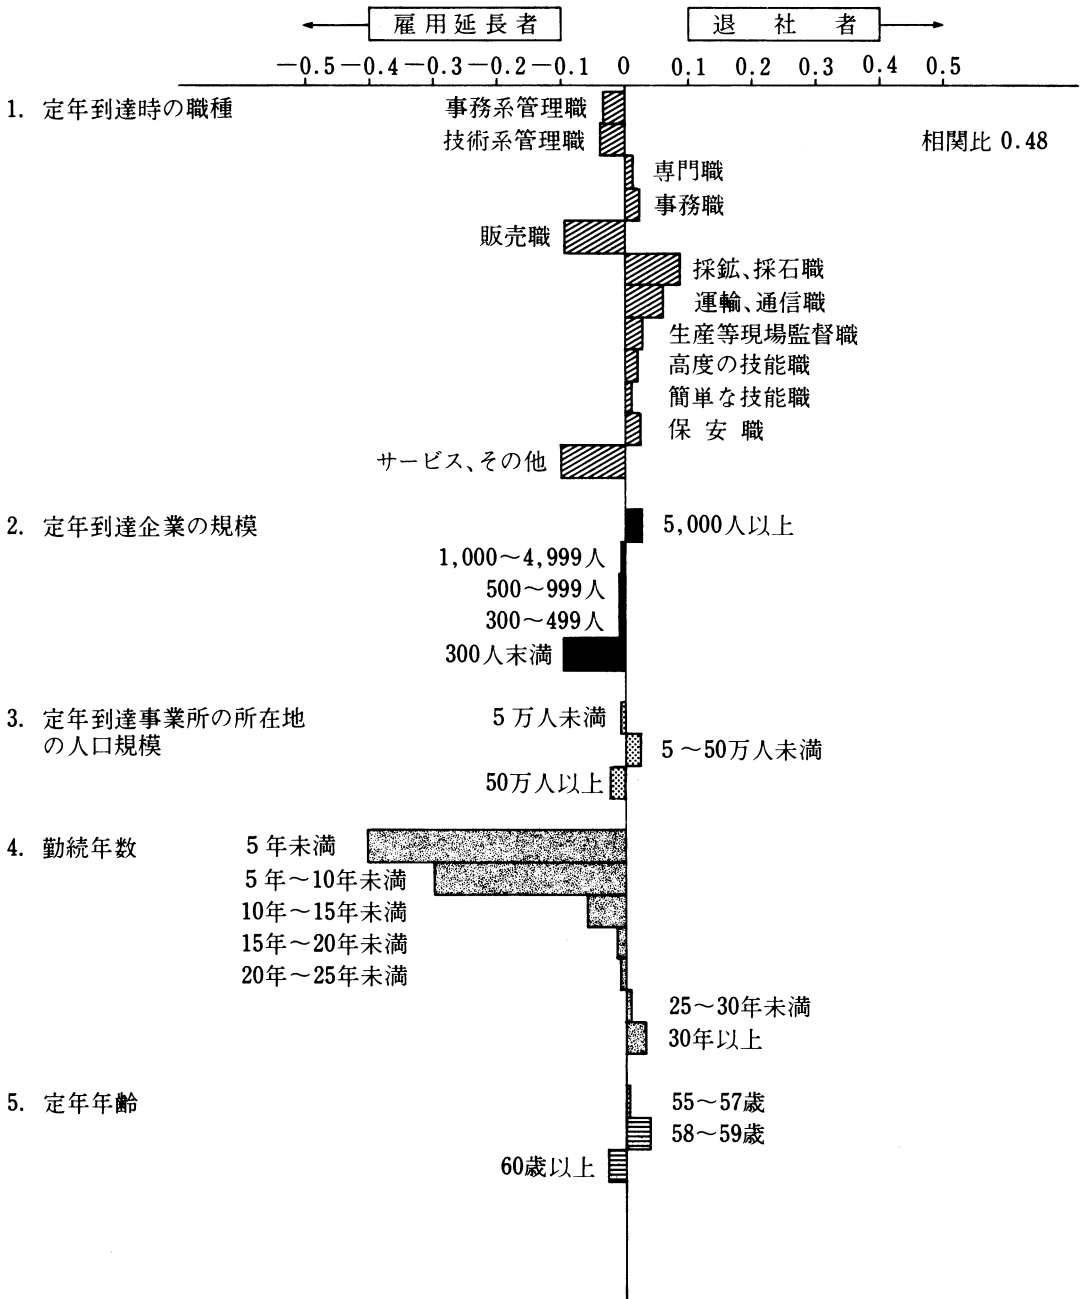 雇用延長者 退社者
-0.5 -0.4 -0.3 -0.2 -0.1 0 0.1 0.2 0.3 0.4 0.5
1. 定年到達時の職種 事務系管理職
技術系管理職 相関比 0.48
専門職
事務職
販売職
採鉱、採石職
運輸、通信職
生産等現場監督職
高度の技能職
簡単な技能職
保安職
サービス、その他
2. 定年到達企業の規模 5,000人以上
1,000～4,999人
500～999人
300～499人
300人末満
3. 定年到達事業所の所在地 5万人未満
の人口規模 5～50万人未満
50万人以上
4. 勤続年数 5年未満
5年～10年未満
10年～15年未満
15年～20年未満
20年～25年未満
25～30年未満
30年以上
5. 定年年齢 55～57歳
58～59歳
60歳以上